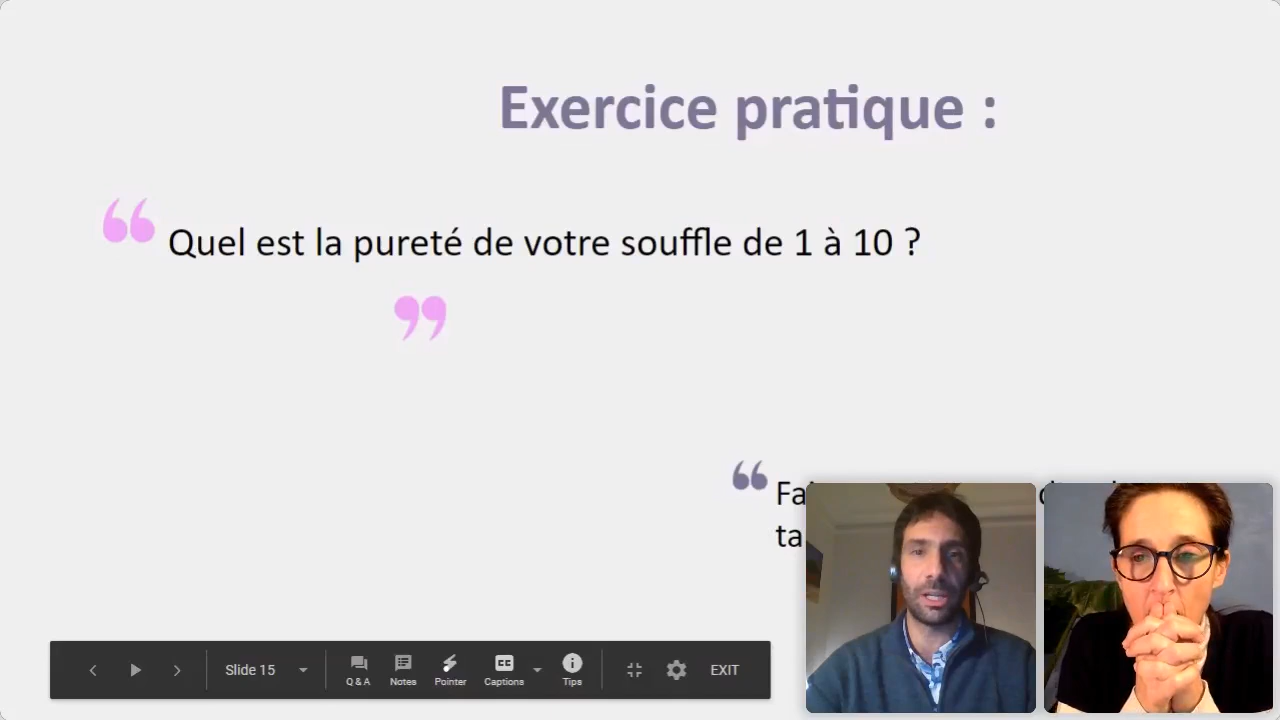 Exercice pratique :
“ Quel est la pureté de votre souffle de 1 à 10 ?
”
“
Slide 15
Q & A Notes Pointer Captions Tips EXIT